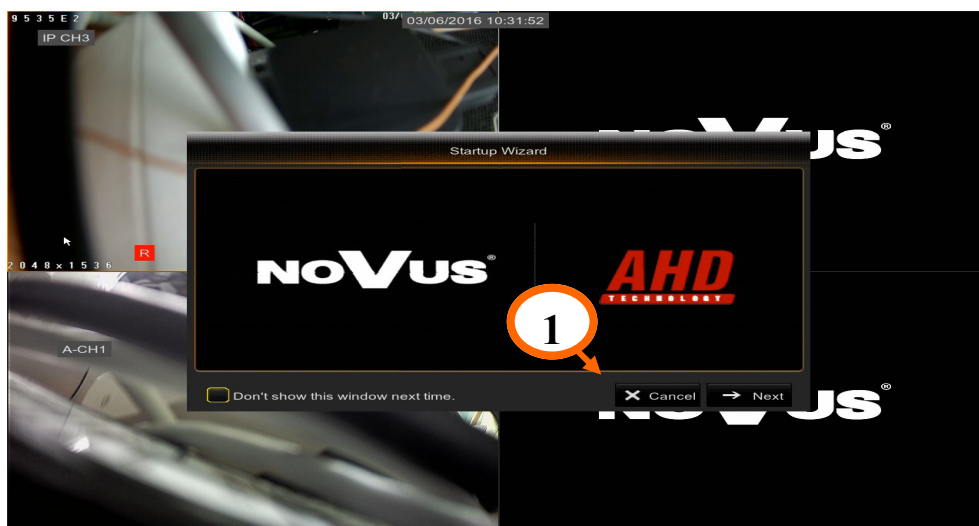 9535E2
03/
03/06/2016 10:31:52
IP CH3
NOVUS®
Startup Wizard
R
2048x1536
NOVUS®
AHD
TECHNOLOGY
1
A-CH1
Don't show this window next time.
Cancel
Next
NOVUS®